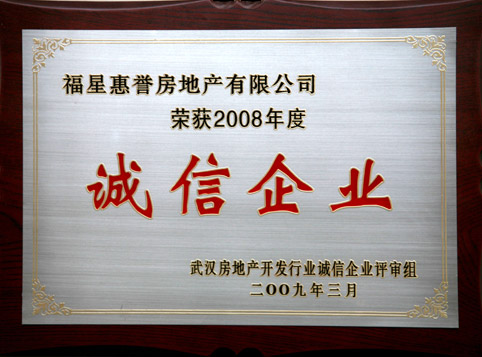 福星惠誉房地产有限公司
荣获2008年度
诚信企业
武汉房地产开发行业诚信企业评审组
二OO九年三月